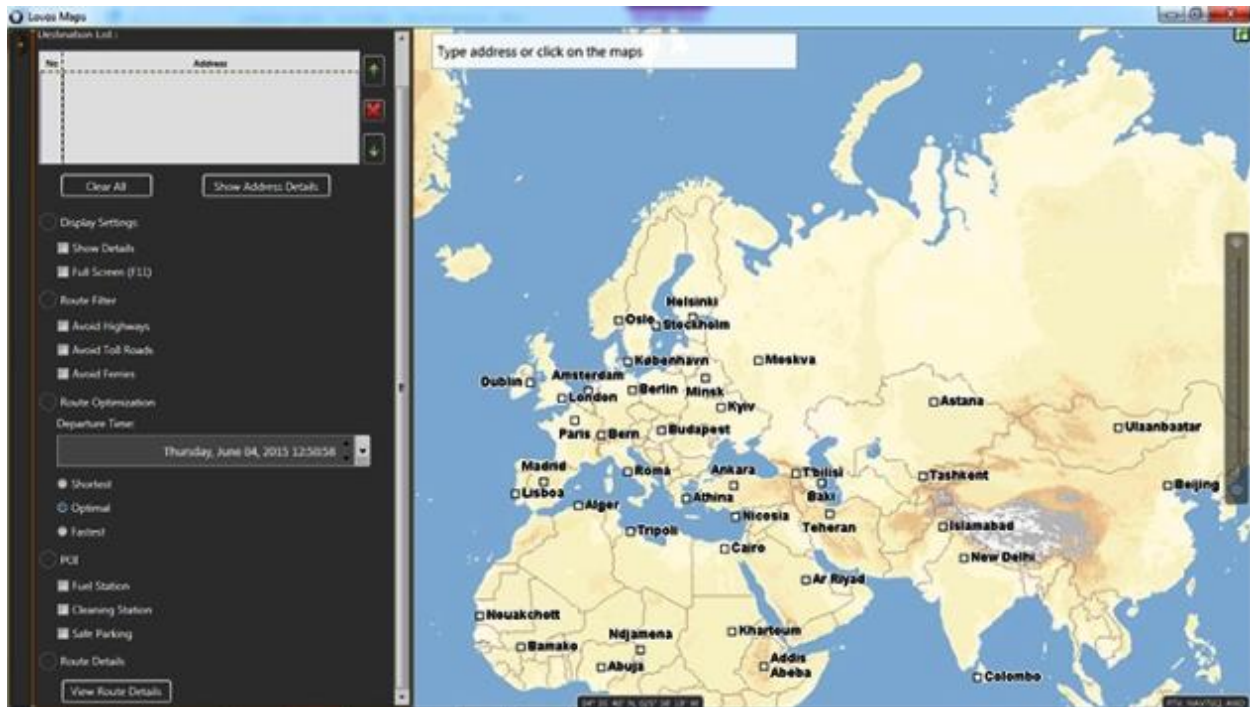 Lovos Maps
Destination List :
No
Address
Clear All
Show Address Details
Display Settings
Show Details
Full Screen (F11)
Route Filter
Avoid Highways
Avoid Toll Roads
Avoid Ferries
Route Optimization
Departure Time:
Thursday, June 04, 2015 12:50:56
Shortest
Optimal
Fastest
POI
Fuel Station
Cleaning Station
Safe Parking
Route Details
View Route Details
Type address or click on the maps
Helsinki
Oslo
Stockholm
København
Moskva
Dublin
Amsterdam
Berlin
Minsk
London
Kyiv
Astana
Paris
Bern
Budapest
Ulaanbaatar
Madrid
Roma
Ankara
T'bilisi
Tashkent
Lisboa
Alger
Athina
Baki
Beijing
Tripoli
Nicosia
Teheran
Islamabad
Cairo
New Delhi
Ar Riyad
Nouakchott
Bamako
Ndjamena
Khartoum
Abuja
Addis
Abeba
Colombo